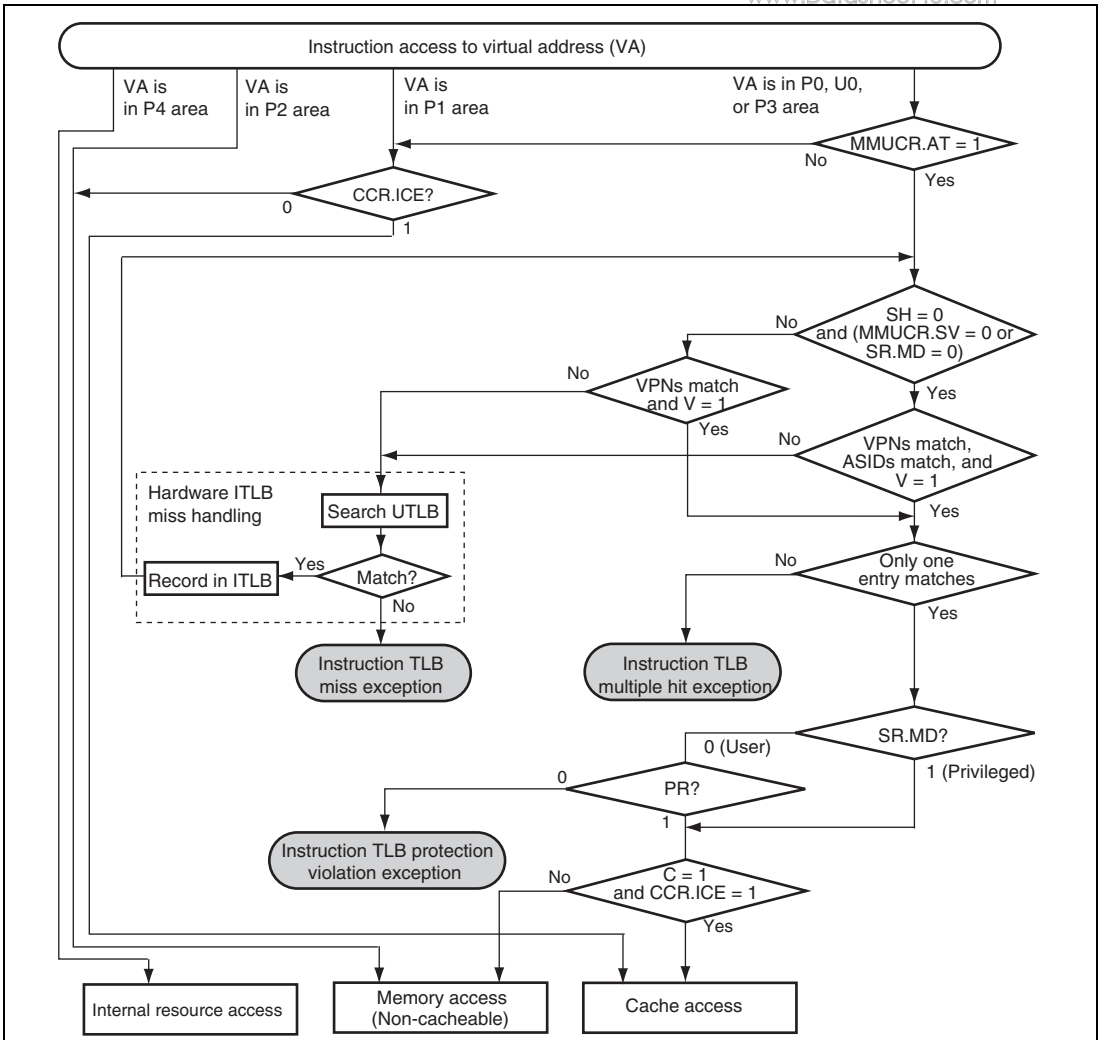 Instruction access to virtual address (VA)
VA is
in P4 area
VA is
in P2 area
VA is
in P1 area
VA is in P0, U0,
or P3 area
MMUCR.AT = 1
No
Yes
CCR.ICE?
0
1
SH = 0
and (MMUCR.SV = 0 or
SR.MD = 0)
No
Yes
VPNs match
and V = 1
No
Yes
VPNs match,
ASIDs match, and
V = 1
No
Yes
Hardware ITLB
miss handling
Search UTLB
Match?
Yes
No
Record in ITLB
Only one
entry matches
No
Yes
Instruction TLB
miss exception
Instruction TLB
multiple hit exception
SR.MD?
0 (User)
1 (Privileged)
PR?
0
1
Instruction TLB protection
violation exception
C = 1
and CCR.ICE = 1
No
Yes
Internal resource access
Memory access
(Non-cacheable)
Cache access